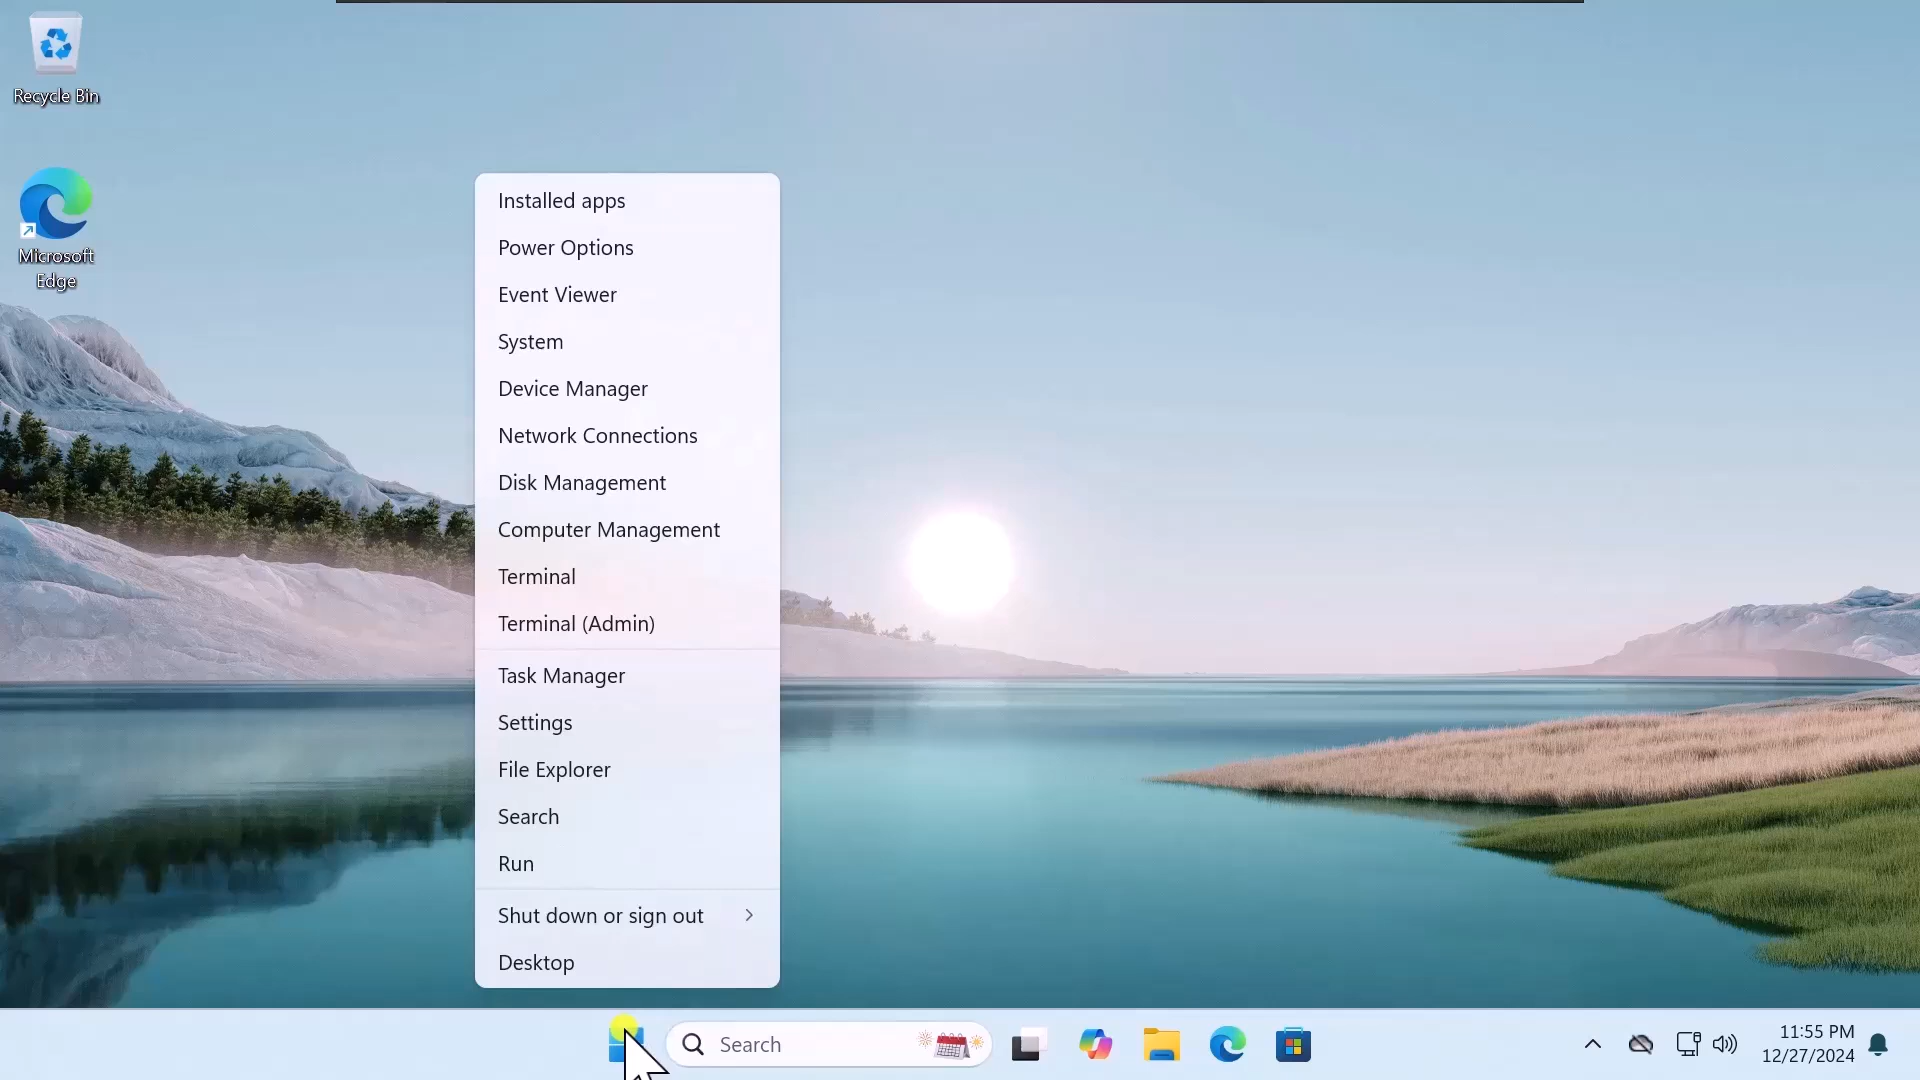 Recycle Bin
Microsoft
Edge
Installed apps
Power Options
Event Viewer
System
Device Manager
Network Connections
Disk Management
Computer Management
Terminal
Terminal (Admin)
Task Manager
Settings
File Explorer
Search
Run
Shut down or sign out
Desktop
Search
11:55 PM
12/27/2024